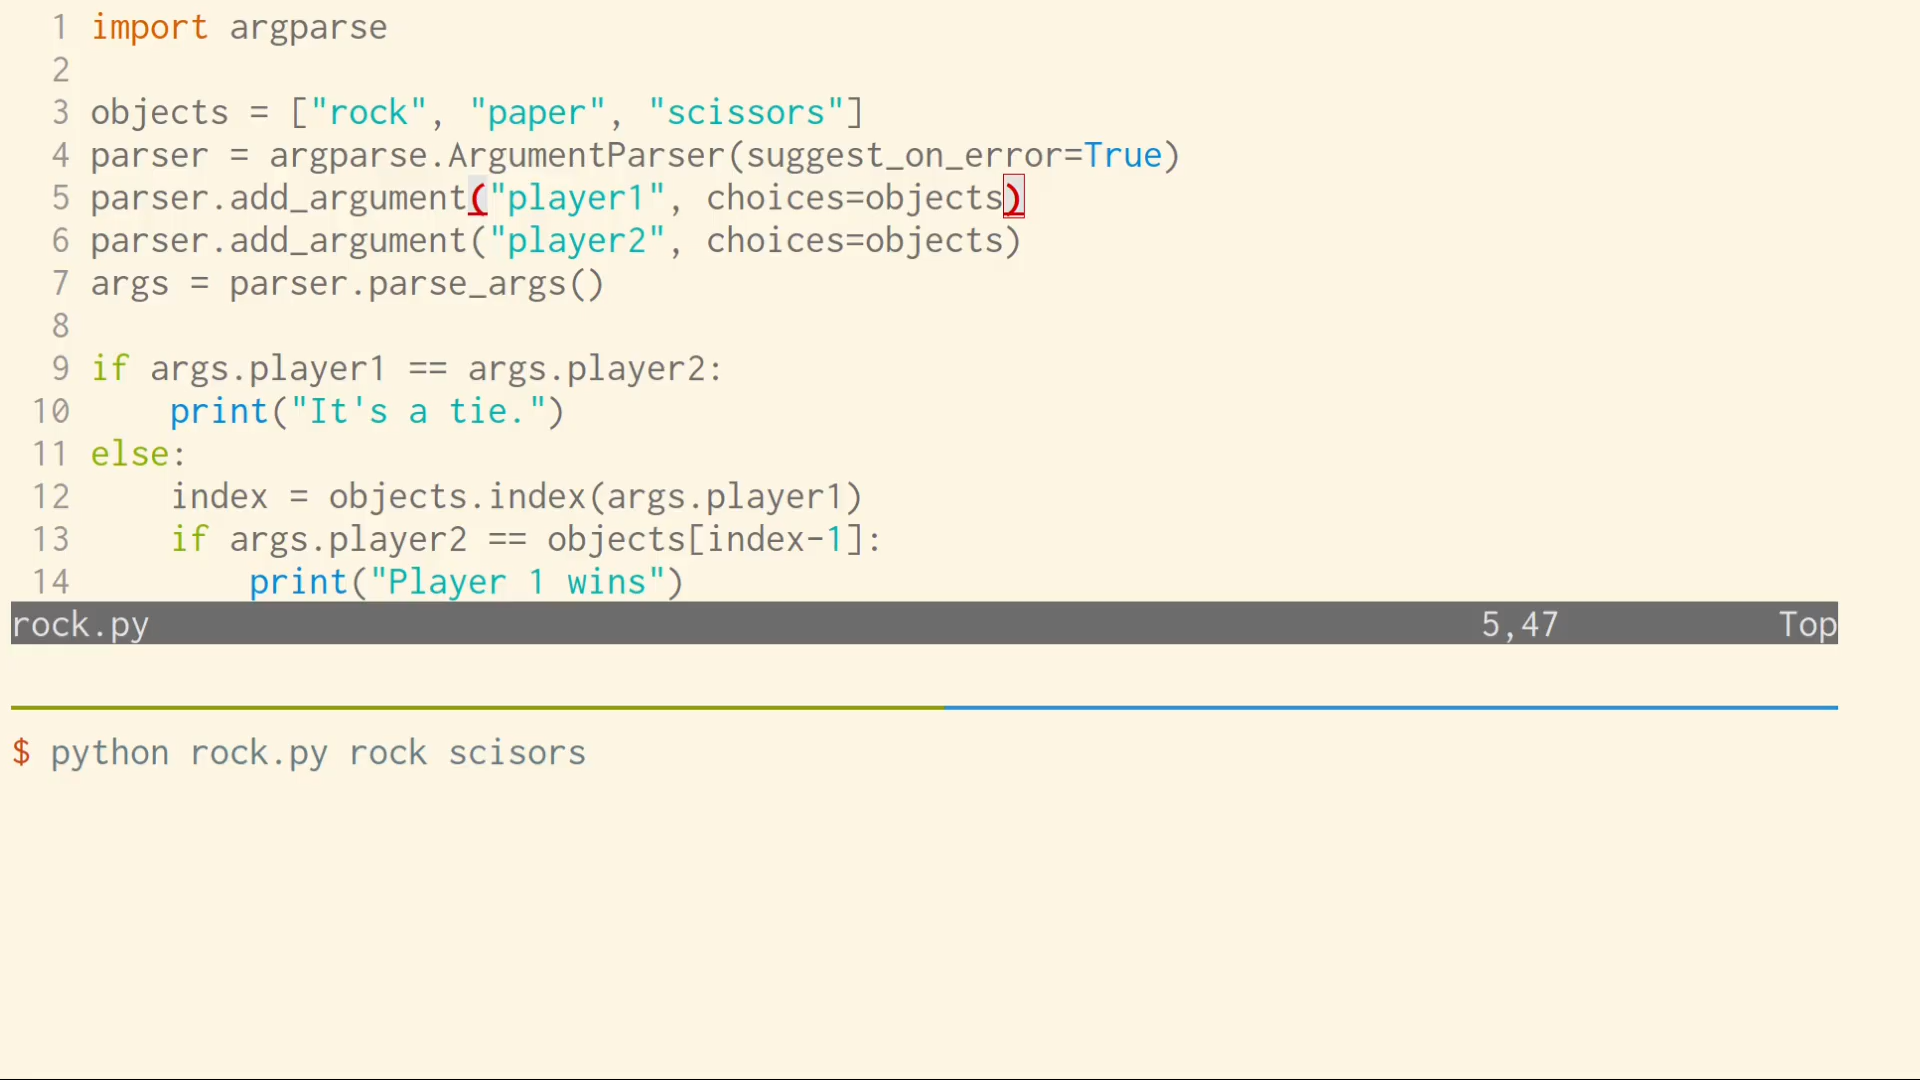 1 import argparse
2
3 objects = ["rock", "paper", "scissors"]
4 parser = argparse.ArgumentParser(suggest_on_error=True)
5 parser.add_argument("player1", choices=objects)
6 parser.add_argument("player2", choices=objects)
7 args = parser.parse_args()
8
9 if args.player1 == args.player2:
10     print("It's a tie.")
11 else:
12     index = objects.index(args.player1)
13     if args.player2 == objects[index-1]:
14         print("Player 1 wins")
rock.py 5,47 Top
$ python rock.py rock scisors